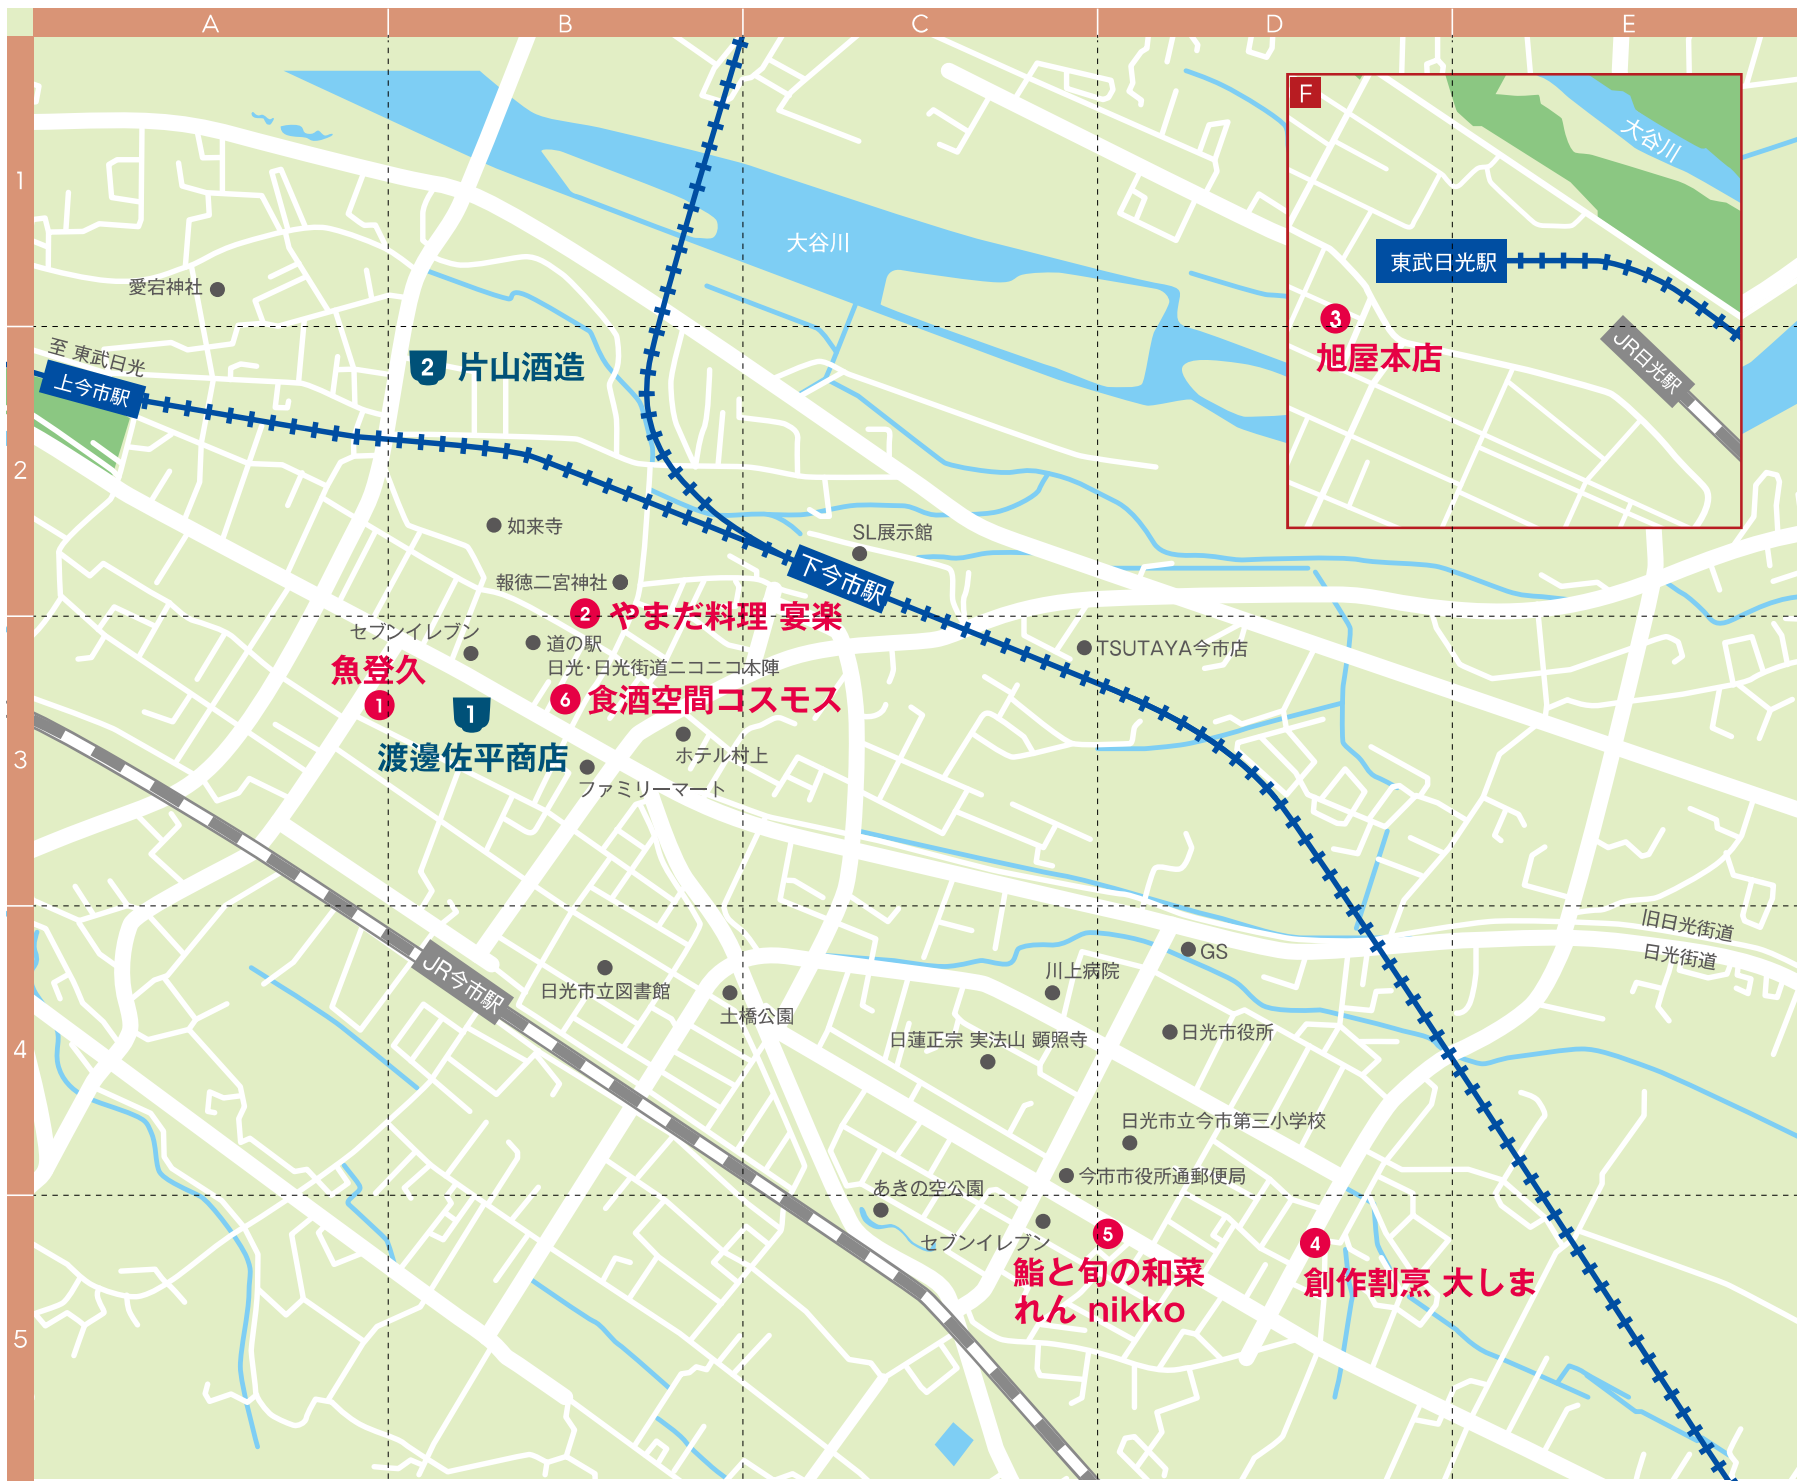 A
B
C
D
E
1
2
3
4
5
F
大谷川
東武日光駅
3
旭屋本店
JR日光駅
大谷川
愛宕神社
至 東武日光
上今市駅
2
片山酒造
如来寺
SL展示館
下今市駅
報徳二宮神社
2 やまだ料理 宴楽
セブンイレブン
道の駅
日光･日光街道ニコニコ本陣
TSUTAYA今市店
魚登久
1
1
渡邊佐平商店
6 食酒空間コスモス
ホテル村上
ファミリーマート
旧日光街道
日光街道
GS
川上病院
JR今市駅
日光市立図書館
土橋公園
日蓮正宗 実法山 顕照寺
日光市役所
日光市立今市第三小学校
今市市役所通郵便局
あきの空公園
セブンイレブン
5
鮨と旬の和菜
れん nikko
4
創作割烹 大しま